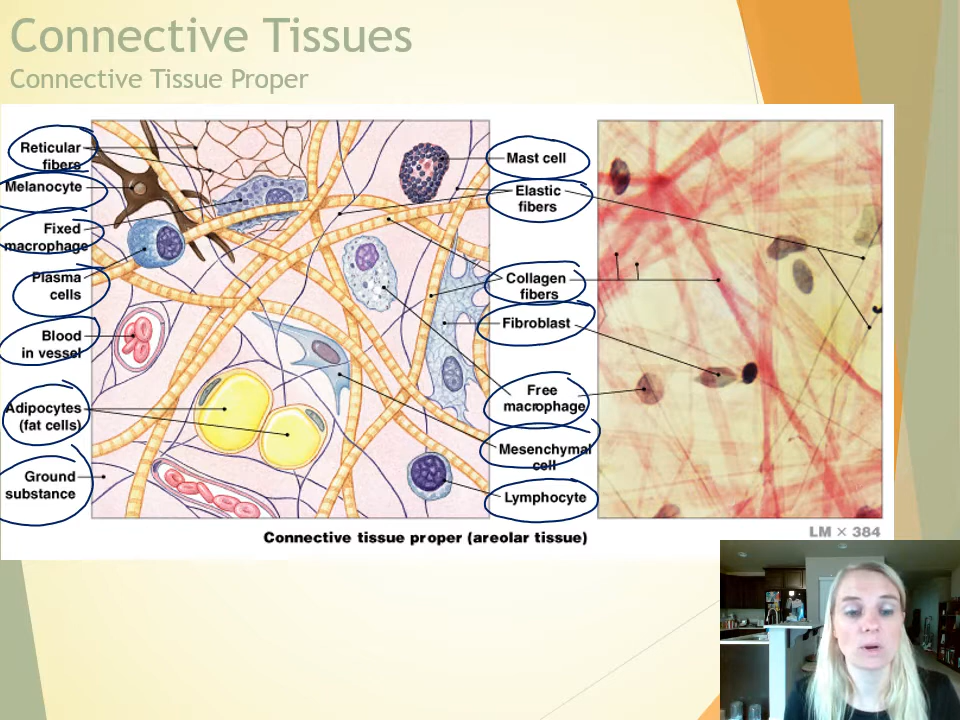 Connective Tissues
Connective Tissue Proper
Reticular
fibers
Melanocyte
Fixed
macrophage
Plasma
cells
Blood
in vessel
Adipocytes
(fat cells)
Ground
substance
Mast cell
Elastic
fibers
Collagen
fibers
Fibroblast
Free
macrophage
Mesenchymal
cell
Lymphocyte
Connective tissue proper (areolar tissue)
LM × 384